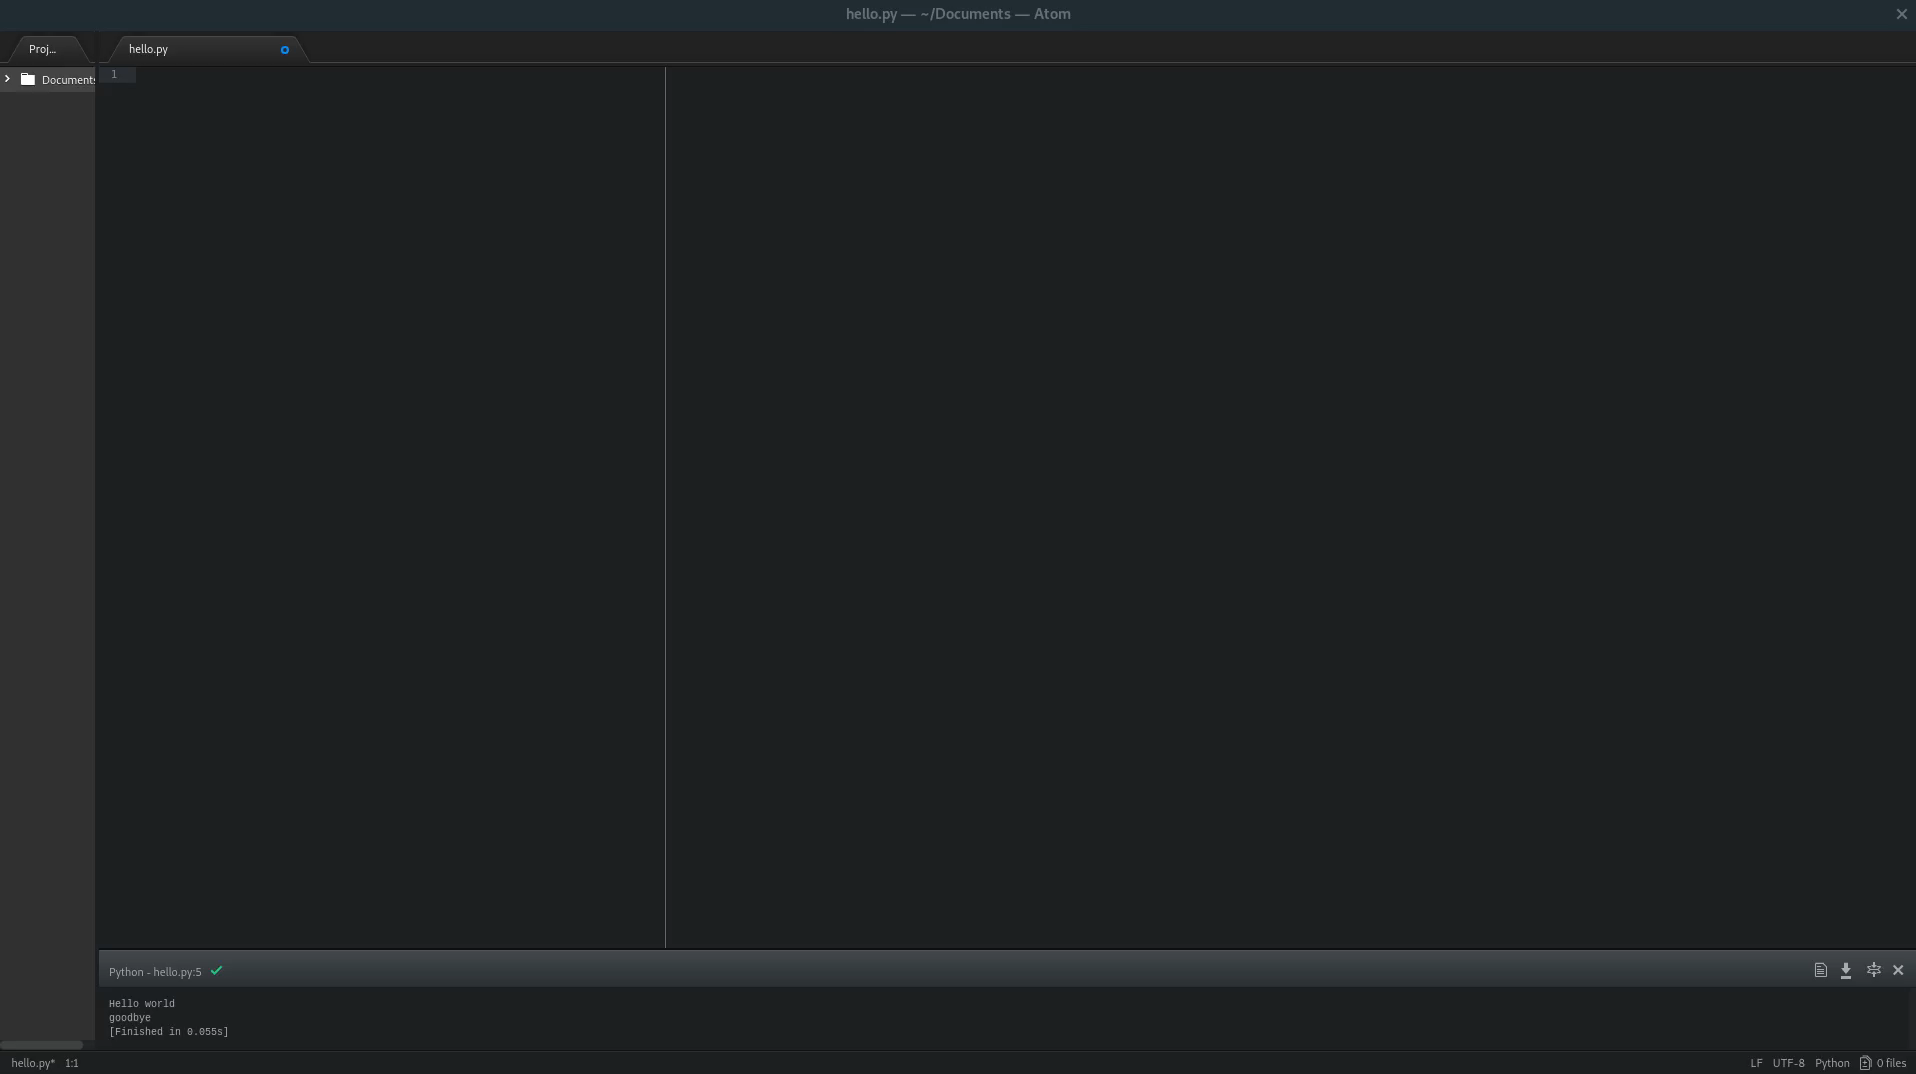 hello.py — ~/Documents — Atom
Proj...
hello.py
Documents
1
Python - hello.py:5
Hello world
goodbye
[Finished in 0.055s]
hello.py* 1:1
LF UTF-8 Python 0 files